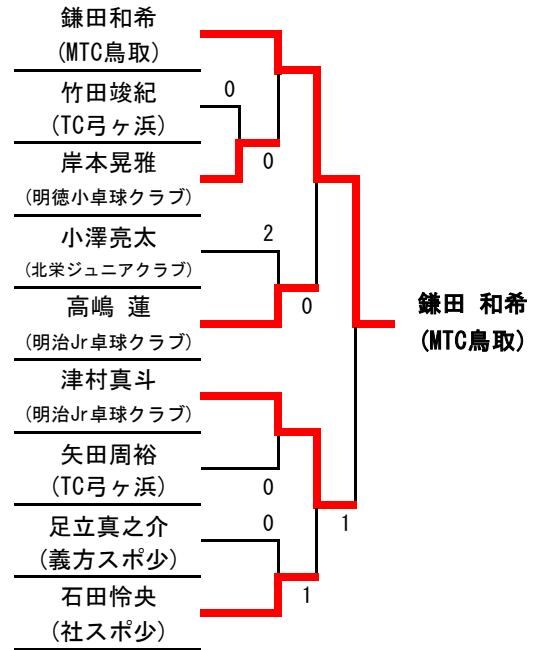 鎌田和希
(MTC鳥取)
竹田竣紀
(TC弓ヶ浜)
0
岸本晃雅
(明徳小卓球クラブ)
0
小澤亮太
(北栄ジュニアクラブ)
2
高嶋 蓮
(明治Jr卓球クラブ)
0
鎌田 和希
(MTC鳥取)
津村真斗
(明治Jr卓球クラブ)
矢田周裕
(TC弓ヶ浜)
0
足立真之介
(義方スポ少)
0
1
石田怜央
(社スポ少)
1